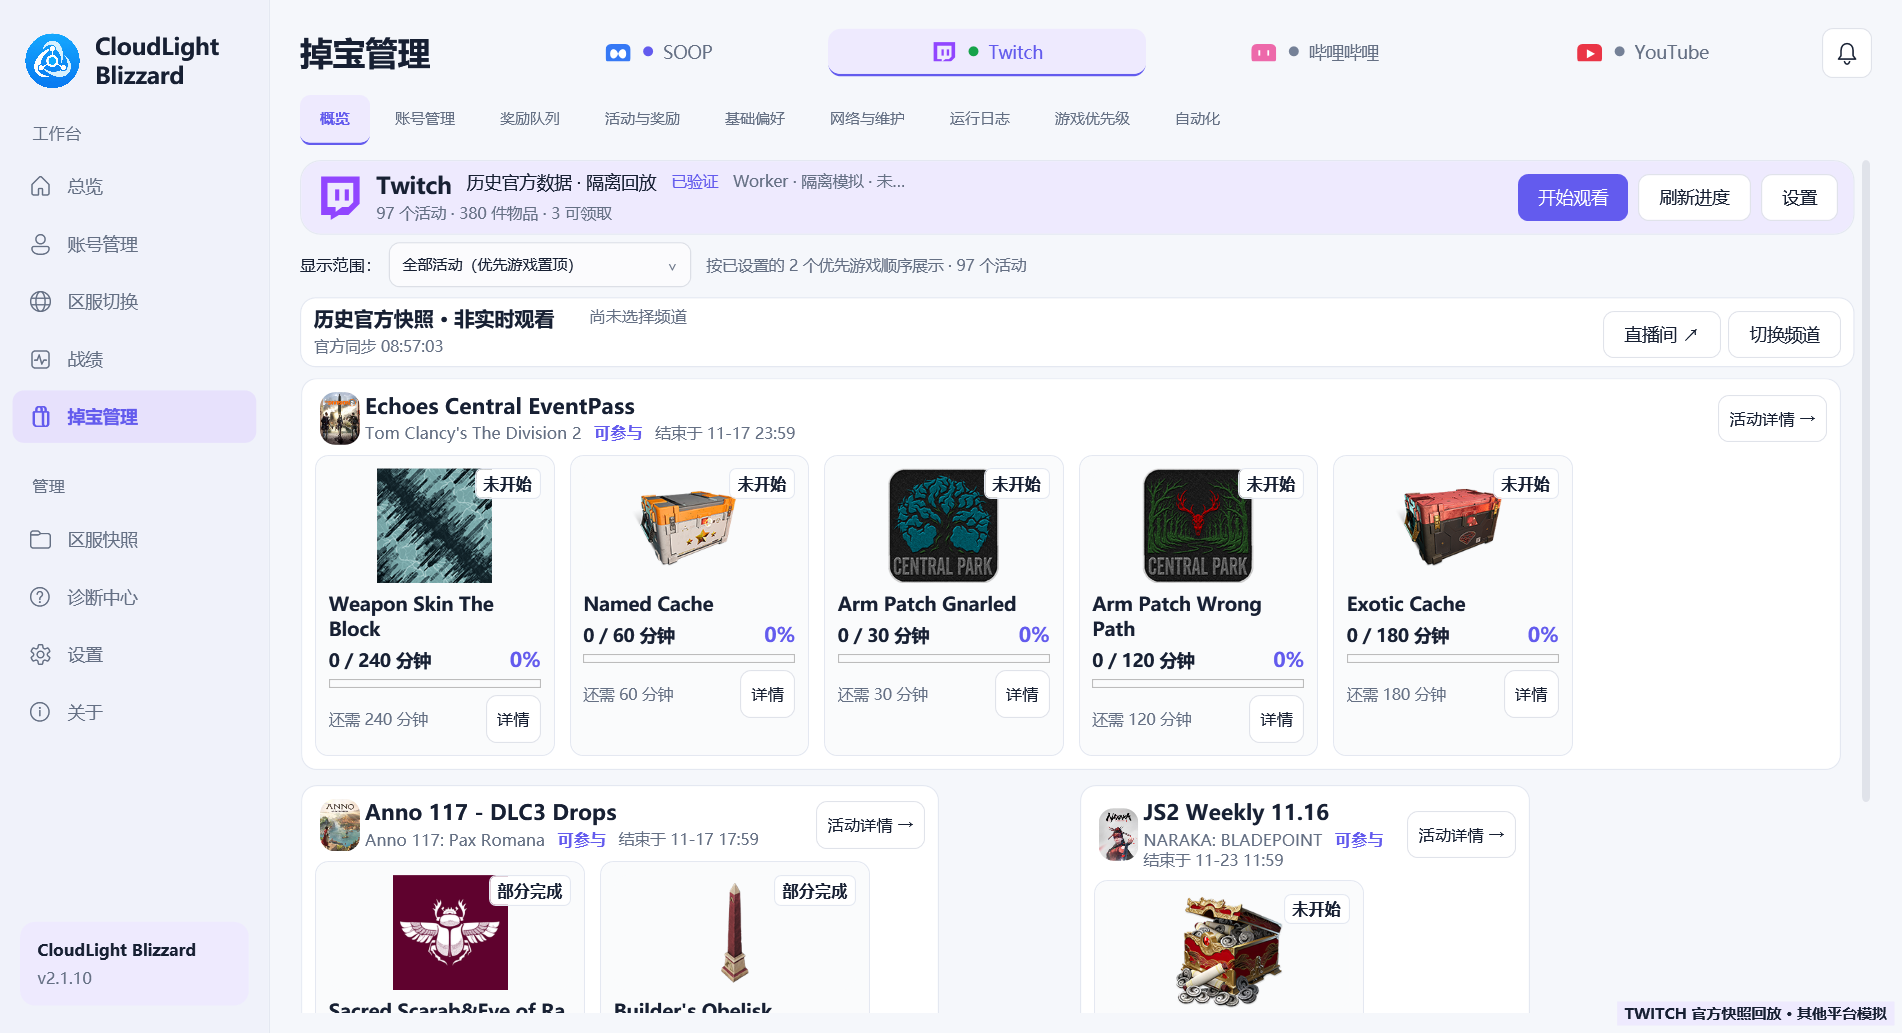 CloudLight
Blizzard
工作台
总览
账号管理
区服切换
战绩
掉宝管理
管理
区服快照
诊断中心
设置
关于
CloudLight Blizzard
v2.1.10
掉宝管理
SOOP
Twitch
哔哩哔哩
YouTube
概览
账号管理
奖励队列
活动与奖励
基础偏好
网络与维护
运行日志
游戏优先级
自动化
Twitch 历史官方数据 · 隔离回放 已验证 Worker · 隔离模拟 · 未...
97 个活动 · 380 件物品 · 3 可领取
开始观看
刷新进度
设置
显示范围：
全部活动（优先游戏置顶）
按已设置的 2 个优先游戏顺序展示 · 97 个活动
历史官方快照 • 非实时观看 尚未选择频道
官方同步 08:57:03
直播间 ↗
切换频道
Echoes Central EventPass
Tom Clancy's The Division 2 可参与 结束于 11-17 23:59
活动详情 →
未开始
Weapon Skin The
Block
0 / 240 分钟 0%
还需 240 分钟
详情
未开始
Named Cache
0 / 60 分钟 0%
还需 60 分钟
详情
未开始
CENTRAL PARK
Arm Patch Gnarled
0 / 30 分钟 0%
还需 30 分钟
详情
未开始
CENTRAL PARK
Arm Patch Wrong
Path
0 / 120 分钟 0%
还需 120 分钟
详情
未开始
Exotic Cache
0 / 180 分钟 0%
还需 180 分钟
详情
ANNO
Anno 117 - DLC3 Drops
Anno 117: Pax Romana 可参与 结束于 11-17 17:59
活动详情 →
部分完成
Sacred Scarab&Eye of Ra
部分完成
Builder's Obelisk
NARAKA
JS2 Weekly 11.16
NARAKA: BLADEPOINT 可参与
结束于 11-23 11:59
活动详情 →
未开始
TWITCH 官方快照回放 • 其他平台模拟